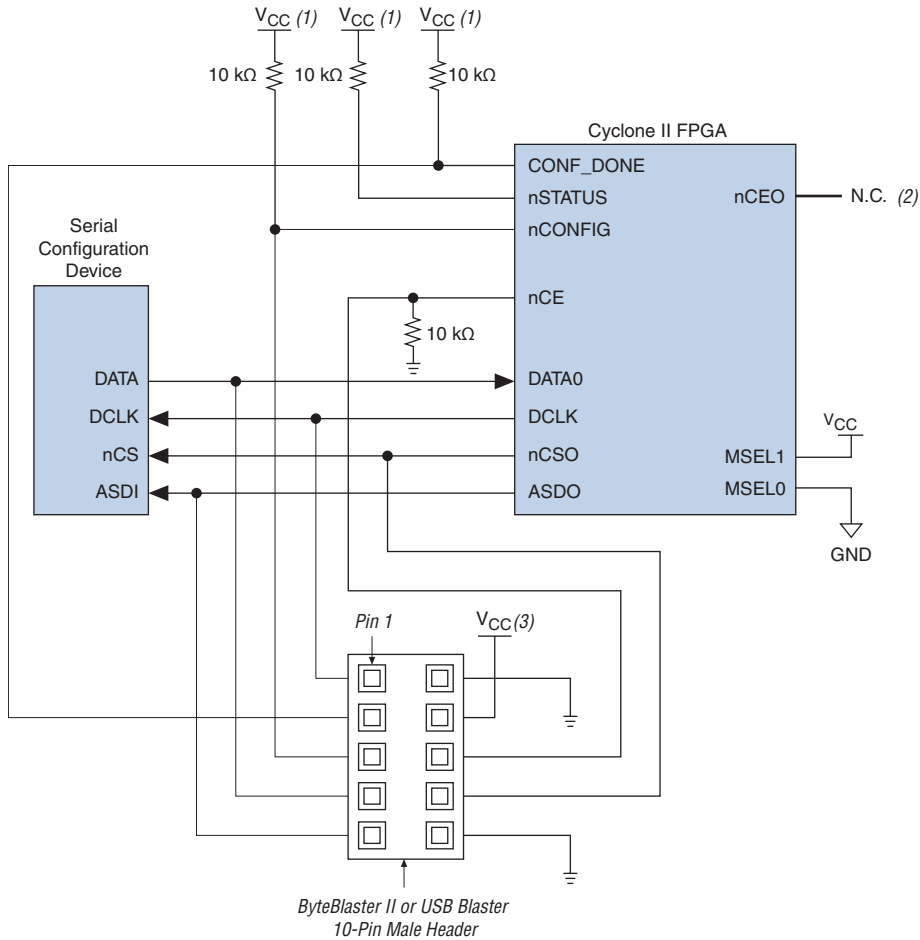 VCC (1) VCC (1) VCC (1)
10 kΩ 10 kΩ 10 kΩ
Cyclone II FPGA
CONF_DONE
nSTATUS
nCONFIG
nCE
DATA0
DCLK
nCSO
ASDO
nCEO
N.C. (2)
MSEL1
MSEL0
VCC
GND
10 kΩ
Serial
Configuration
Device
DATA
DCLK
nCS
ASDI
Pin 1
VCC (3)
ByteBlaster II or USB Blaster
10-Pin Male Header